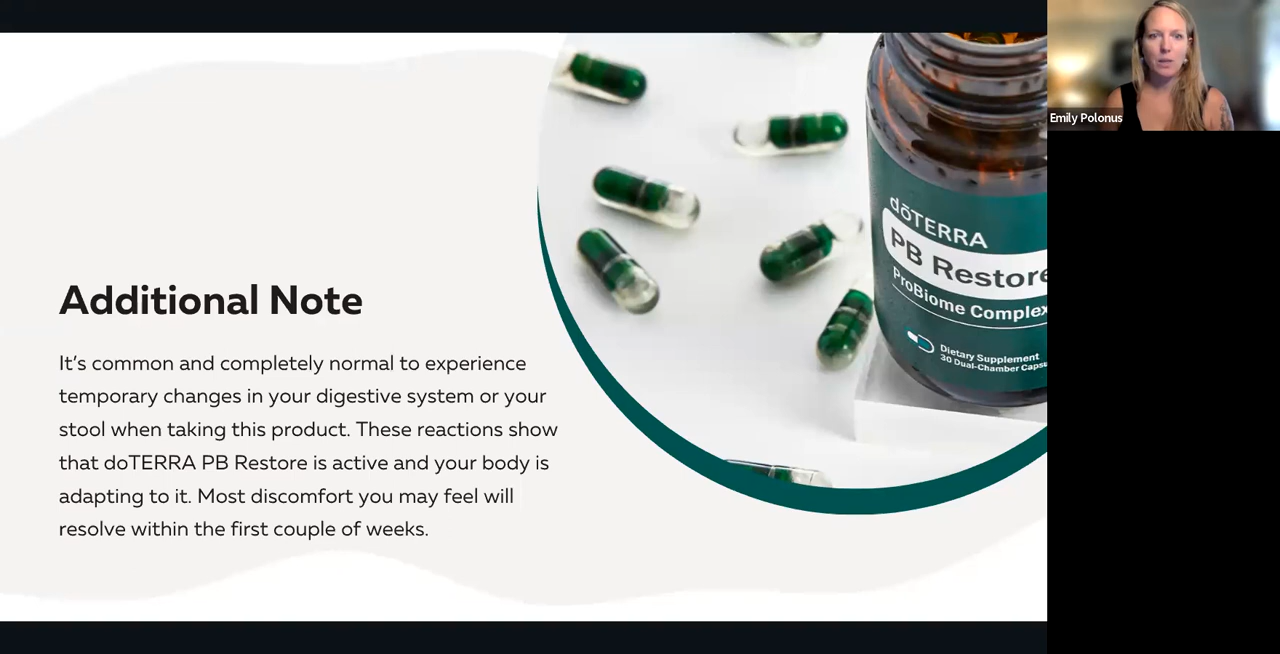 Emily Polonus
dōTERRA
PB Restore
ProBiome Complex
Dietary Supplement
30 Dual-Chamber
Additional Note
It’s common and completely normal to experience
temporary changes in your digestive system or your
stool when taking this product. These reactions show
that doTERRA PB Restore is active and your body is
adapting to it. Most discomfort you may feel will
resolve within the first couple of weeks.